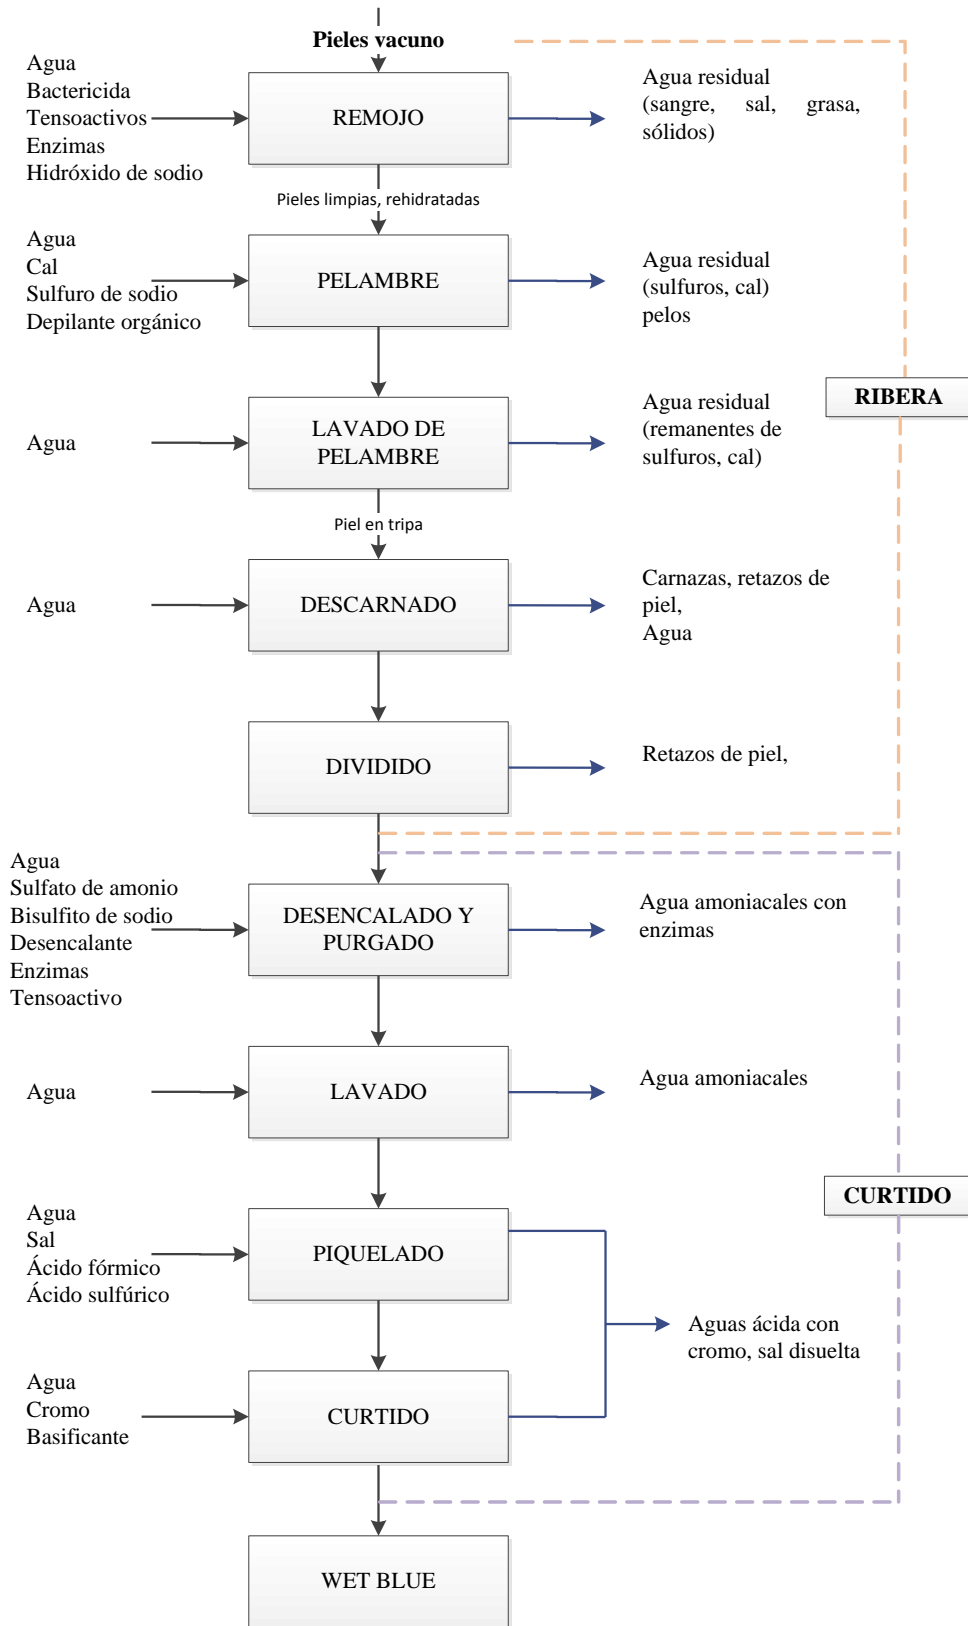 Pieles vacuno
Agua
Bactericida
Tensoactivos
Enzimas
Hidróxido de sodio
REMOJO
Agua residual
(sangre, sal, grasa,
sólidos)
Pieles limpias, rehidratadas
Agua
Cal
Sulfuro de sodio
Depilante orgánico
PELAMBRE
Agua residual
(sulfuros, cal)
pelos
RIBERA
Agua
LAVADO DE
PELAMBRE
Agua residual
(remanentes de
sulfuros, cal)
Piel en tripa
Agua
DESCARNADO
Carnazas, retazos de
piel,
Agua
DIVIDIDO
Retazos de piel,
Agua
Sulfato de amonio
Bisulfito de sodio
Desencalante
Enzimas
Tensoactivo
DESENCALADO Y
PURGADO
Agua amoniacales con
enzimas
Agua
LAVADO
Agua amoniacales
CURTIDO
Agua
Sal
Ácido fórmico
Ácido sulfúrico
PIQUELADO
Aguas ácida con
cromo, sal disuelta
Agua
Cromo
Basificante
CURTIDO
WET BLUE